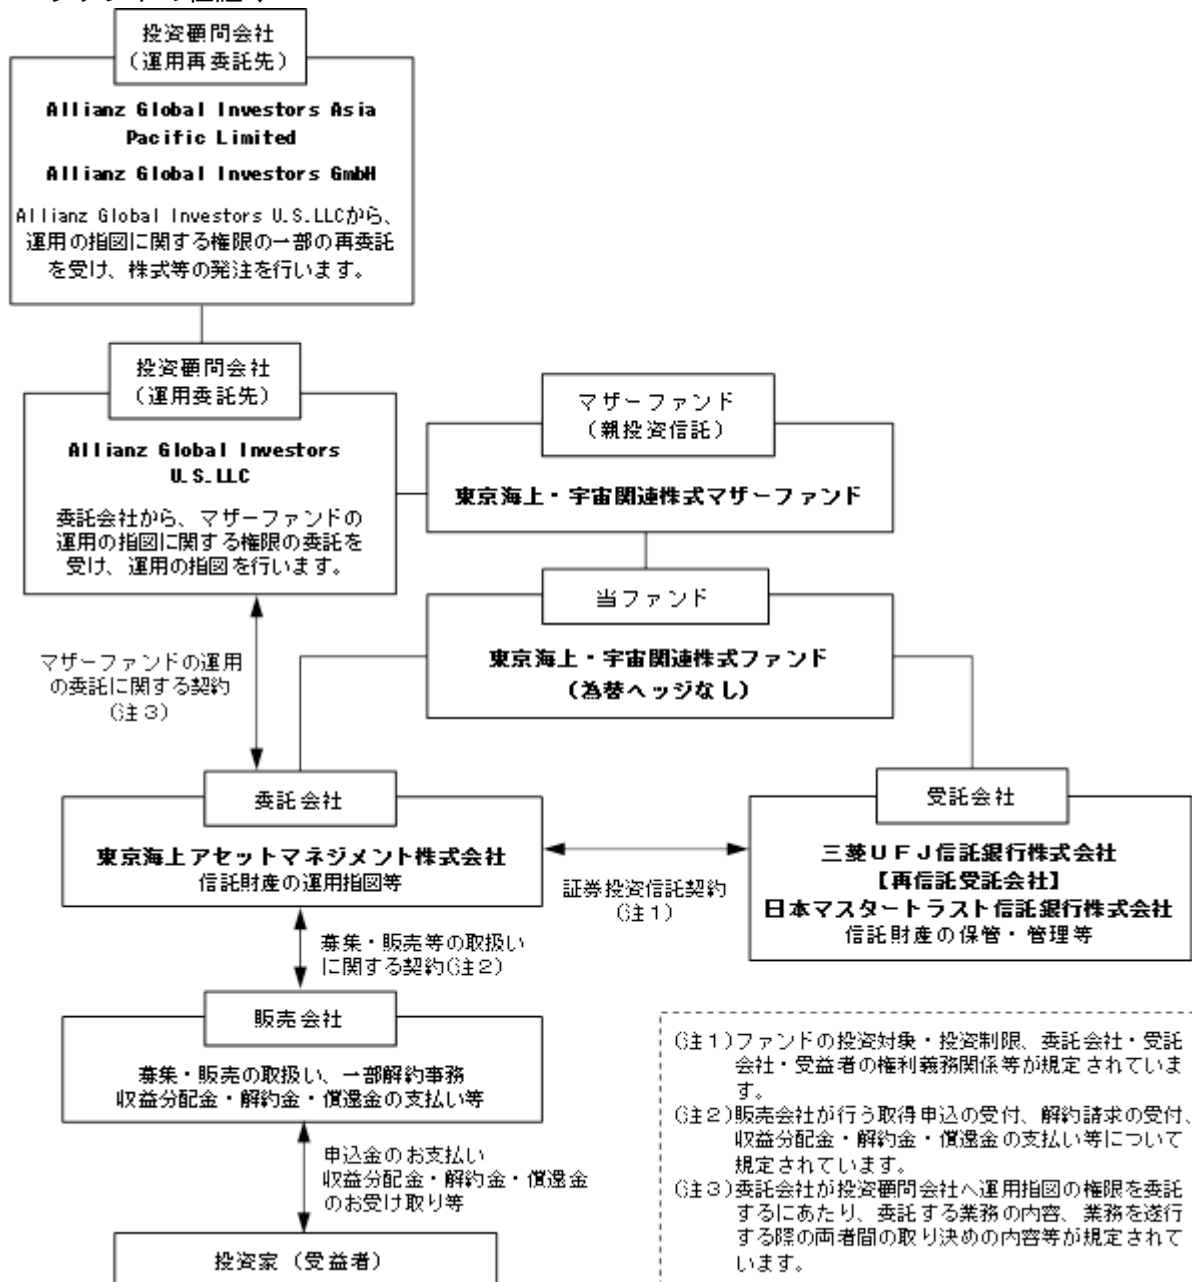 投資顧問会社
（運用再委託先）
Allianz Global Investors Asia
Pacific Limited
Allianz Global Investors GmbH
Allianz Global Investors U.S.LLCから、
運用の指図に関する権限の一部の再委託
を受け、株式等の発注を行います。
投資顧問会社
（運用委託先）
Allianz Global Investors
U.S.LLC
委託会社から、マザーファンドの
運用の指図に関する権限の委託を
受け、運用の指図を行います。
マザーファンド
（親投資信託）
東京海上・宇宙関連株式マザーファンド
当ファンド
東京海上・宇宙関連株式ファンド
（為替ヘッジなし）
マザーファンドの運用
の委託に関する契約
（注３）
委託会社
東京海上アセットマネジメント株式会社
信託財産の運用指図等
証券投資信託契約
（注１）
受託会社
三菱ＵＦＪ信託銀行株式会社
【再信託受託会社】
日本マスタートラスト信託銀行株式会社
信託財産の保管・管理等
募集・販売等の取扱い
に関する契約（注２）
販売会社
募集・販売の取扱い、一部解約事務
収益分配金・解約金・償還金の支払い等
申込金のお支払い
収益分配金・解約金・償還金
のお受け取り等
投資家（受益者）
（注１）ファンドの投資対象・投資制限、委託会社・受託
会社・受益者の権利義務関係等が規定されていま
す。
（注２）販売会社が行う取得申込の受付、解約請求の受付、
収益分配金・解約金・償還金の支払い等について
規定されています。
（注３）委託会社が投資顧問会社へ運用指図の権限を委託
するにあたり、委託する業務の内容、業務を遂行
する際の両者間の取り決めの内容等が規定されて
います。